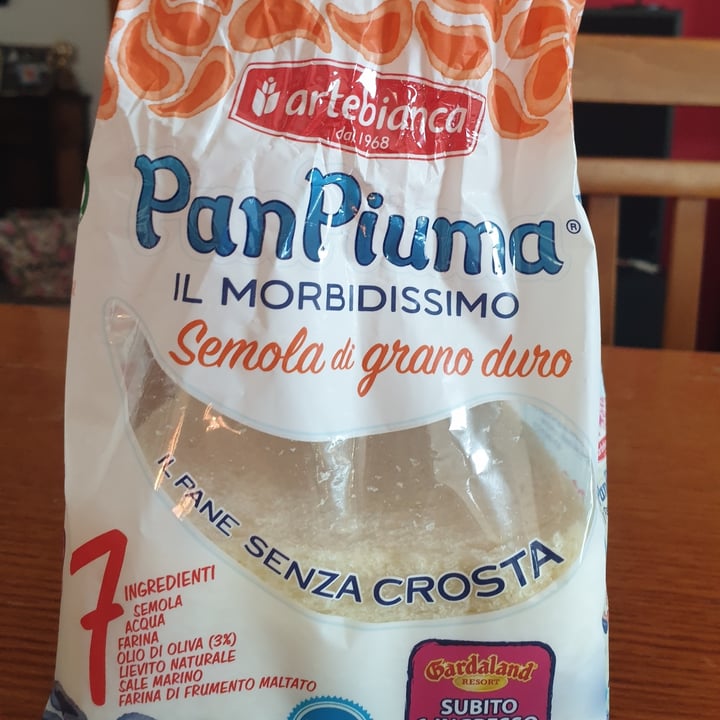 artebianca
dal 1968
PanPiuma®
IL MORBIDISSIMO
Semola di grano duro
IL PANE SENZA CROSTA
7
INGREDIENTI
SEMOLA
ACQUA
FARINA
OLIO DI OLIVA (3%)
LIEVITO NATURALE
SALE MARINO
FARINA DI FRUMENTO MALTATO
Gardaland
RESORT
SUBITO